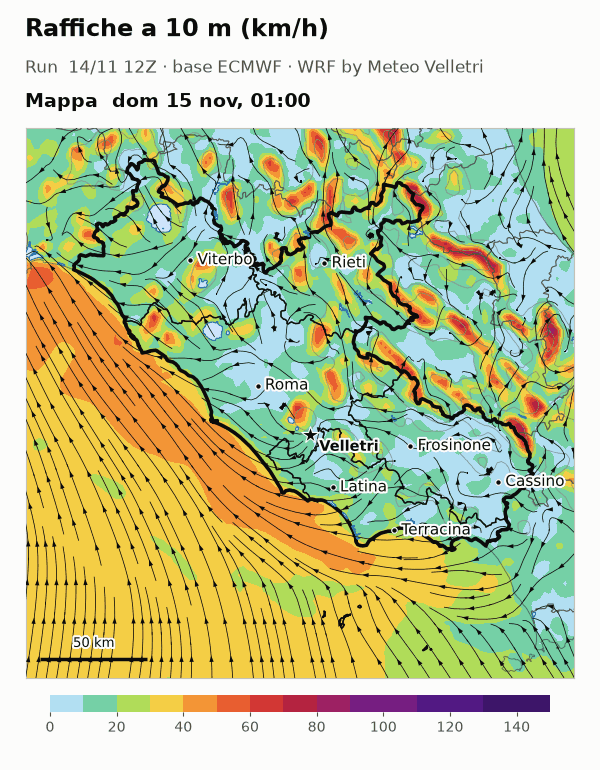 Raffiche a 10 m (km/h)
Run 14/11 12Z · base ECMWF · WRF by Meteo Velletri
Mappa dom 15 nov, 01:00
Viterbo
Rieti
Roma
Velletri
Frosinone
Latina
Cassino
Terracina
50 km
0 20 40 60 80 100 120 140